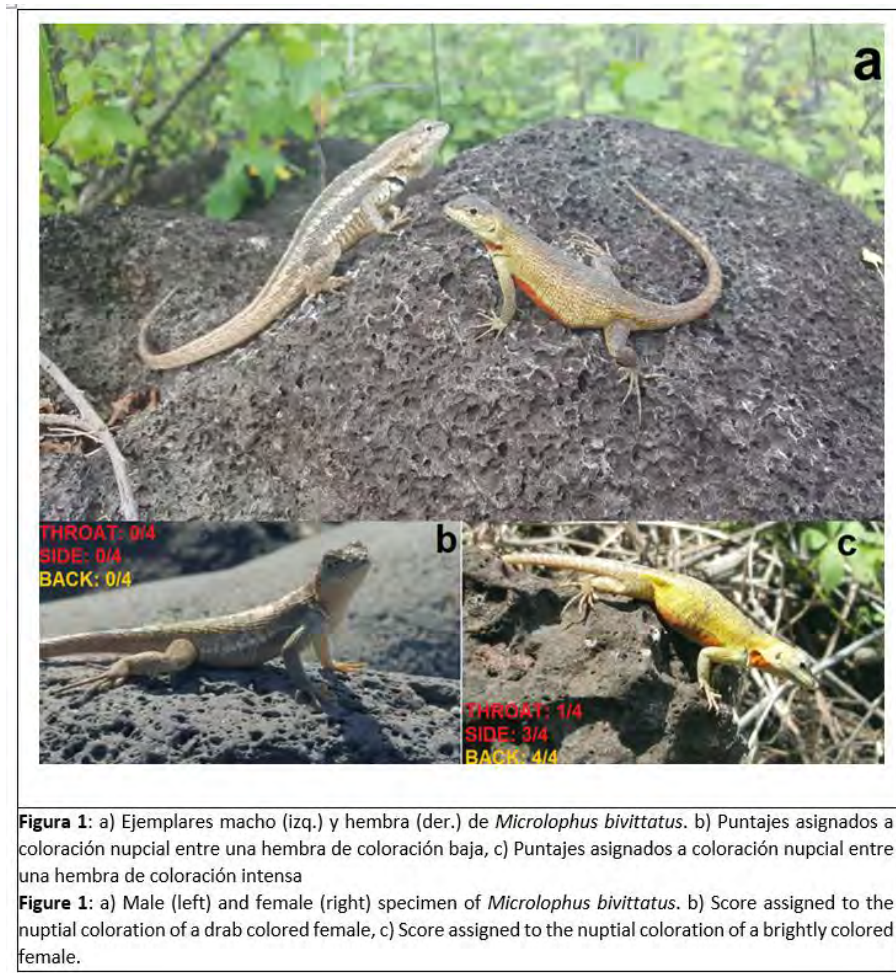 a
THROAT: 0/4
SIDE: 0/4
BACK: 0/4
b
c
THROAT: 1/4
SIDE: 3/4
BACK: 4/4
Figura 1: a) Ejemplares macho (izq.) y hembra (der.) de Microlophus bivittatus. b) Puntajes asignados a
coloración nupcial entre una hembra de coloración baja, c) Puntajes asignados a coloración nupcial entre
una hembra de coloración intensa
Figure 1: a) Male (left) and female (right) specimen of Microlophus bivittatus. b) Score assigned to the
nuptial coloration of a drab colored female, c) Score assigned to the nuptial coloration of a brightly colored
female.